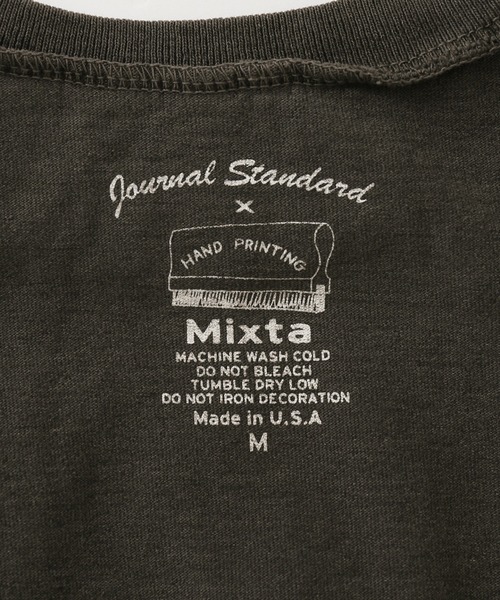 Journal Standard
×
HAND PRINTING
Mixta
MACHINE WASH COLD
DO NOT BLEACH
TUMBLE DRY LOW
DO NOT IRON DECORATION
Made in U.S.A
M